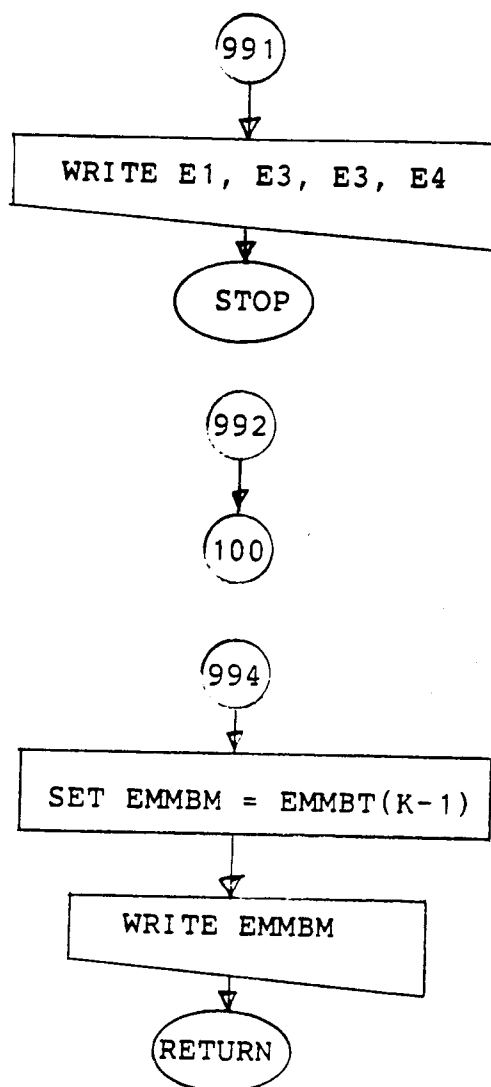 991
WRITE E1, E3, E3, E4
STOP
992
100
994
SET EMMBM = EMMBT(K-1)
WRITE EMMBM
RETURN